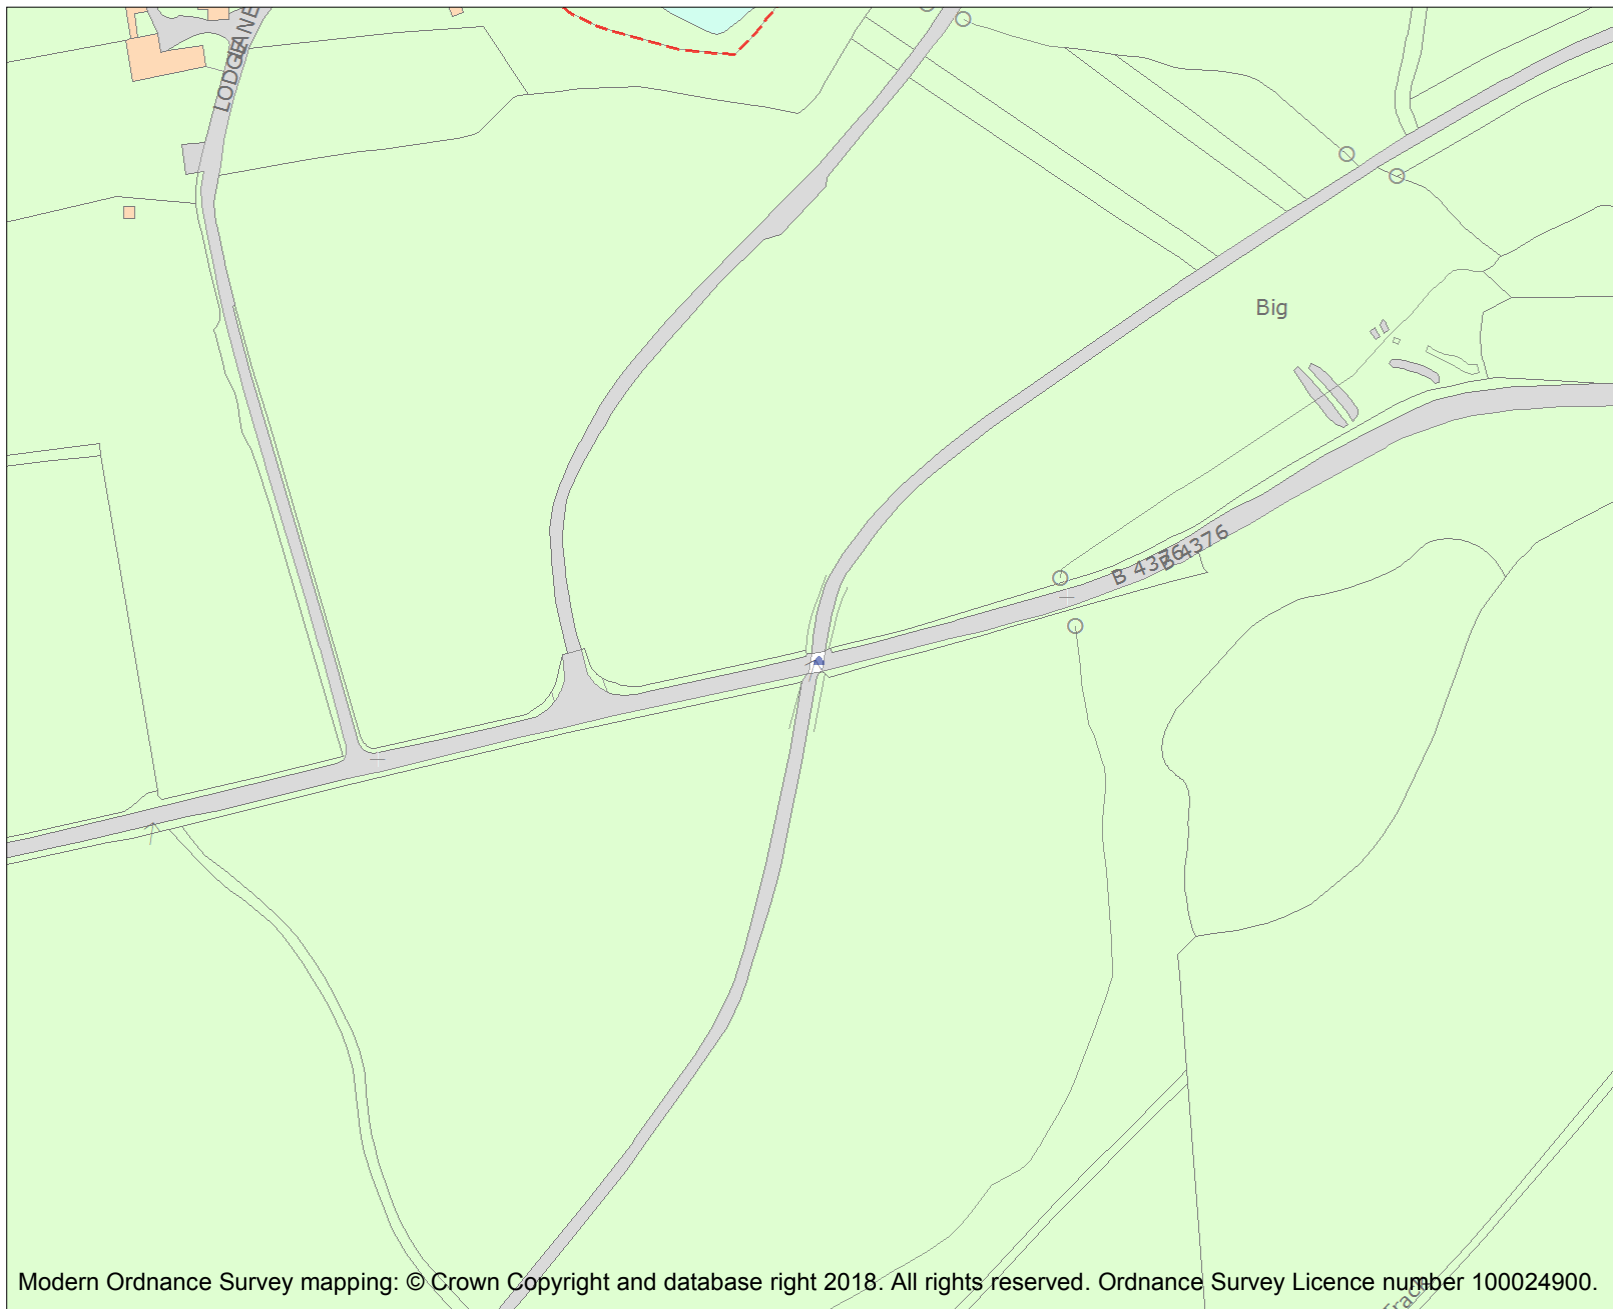 LODGE LANE
Big
B 4376
B 4376
Track
Modern Ordnance Survey mapping: © Crown Copyright and database right 2018. All rights reserved. Ordnance Survey Licence number 100024900.